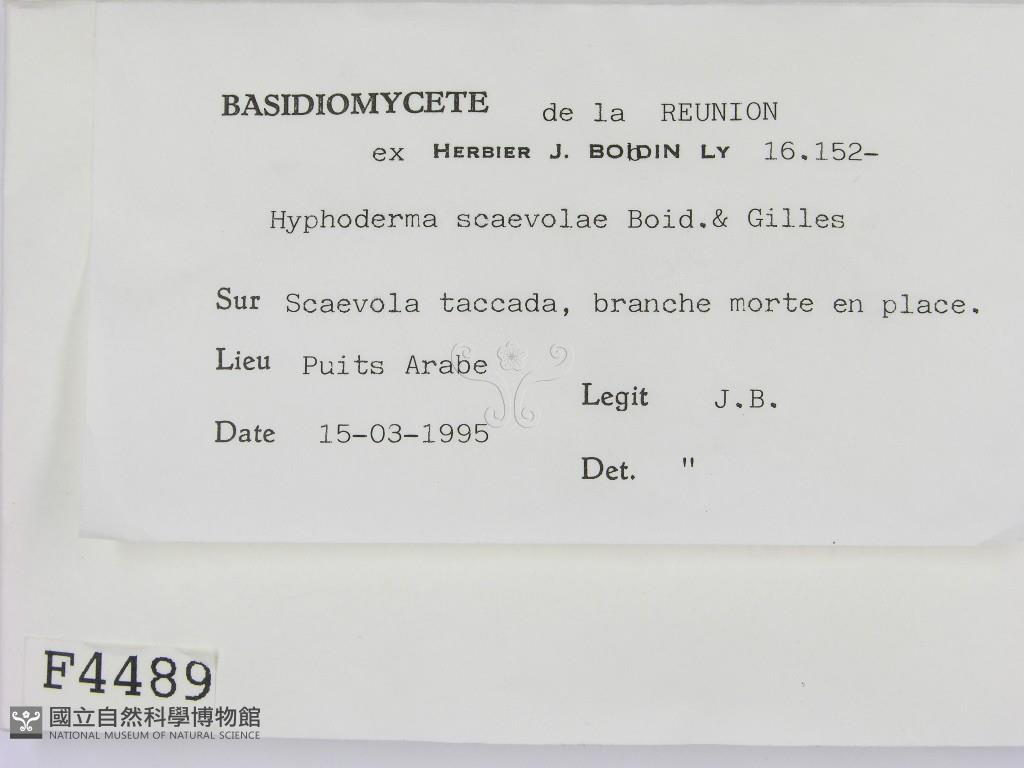 BASIDIOMYCETE de la REUNION
ex HERBIER J. BOIDIN LY 16.152-
Hyphoderma scaevolae Boid.& Gilles
Sur Scaevola taccada, branche morte en place.
Lieu Puits Arabe
Legit J.B.
Date 15-03-1995
Det. "
F4489
國立自然科學博物館
NATIONAL MUSEUM OF NATURAL SCIENCE